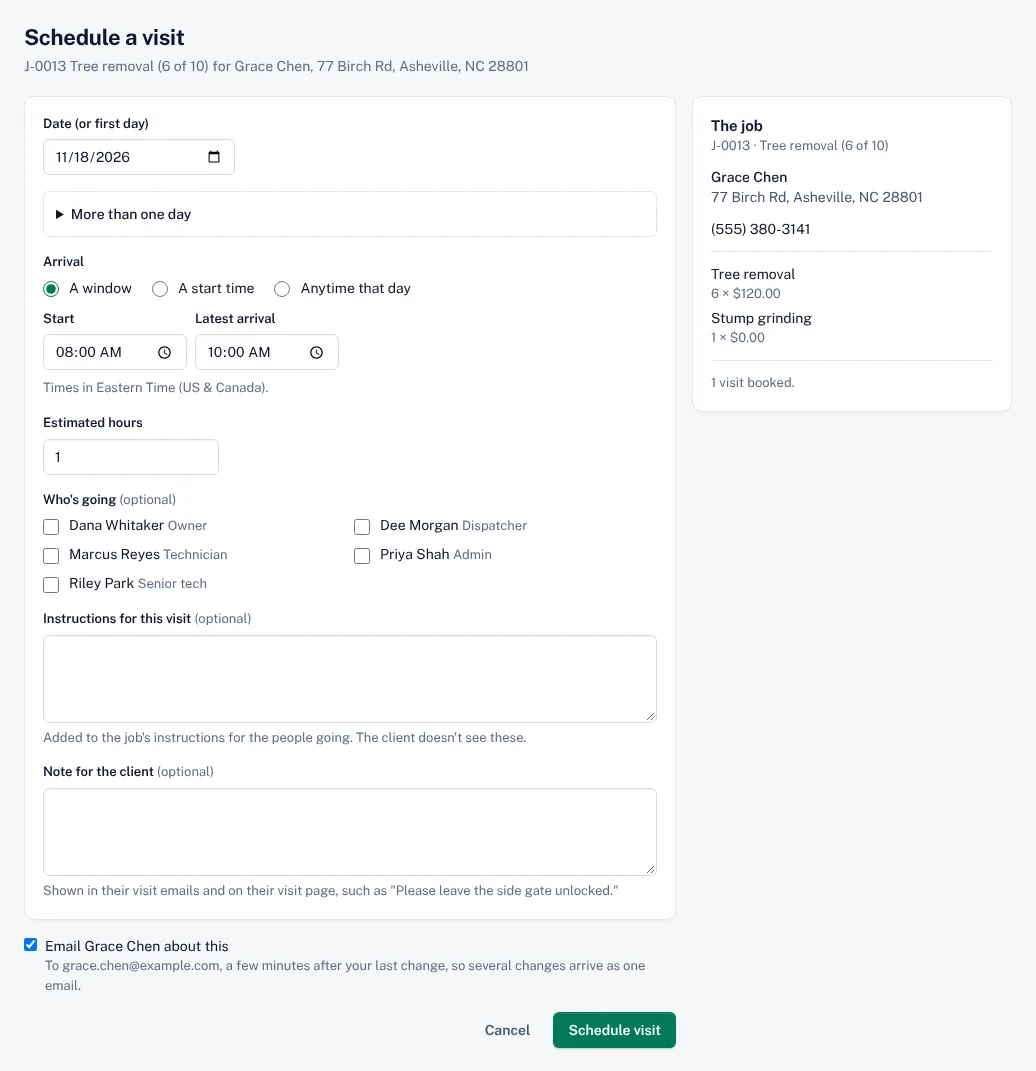 Schedule a visit
J-0013 Tree removal (6 of 10) for Grace Chen, 77 Birch Rd, Asheville, NC 28801
Date (or first day)
11/18/2026
More than one day
Arrival
A window
A start time
Anytime that day
Start
Latest arrival
08:00 AM
10:00 AM
Times in Eastern Time (US & Canada).
Estimated hours
1
Who's going (optional)
Dana Whitaker Owner
Dee Morgan Dispatcher
Marcus Reyes Technician
Priya Shah Admin
Riley Park Senior tech
Instructions for this visit (optional)
Added to the job's instructions for the people going. The client doesn't see these.
Note for the client (optional)
Shown in their visit emails and on their visit page, such as "Please leave the side gate unlocked."
Email Grace Chen about this
To grace.chen@example.com, a few minutes after your last change, so several changes arrive as one
email.
Cancel
Schedule visit
The job
J-0013 · Tree removal (6 of 10)
Grace Chen
77 Birch Rd, Asheville, NC 28801
(555) 380-3141
Tree removal
6 × $120.00
Stump grinding
1 × $0.00
1 visit booked.